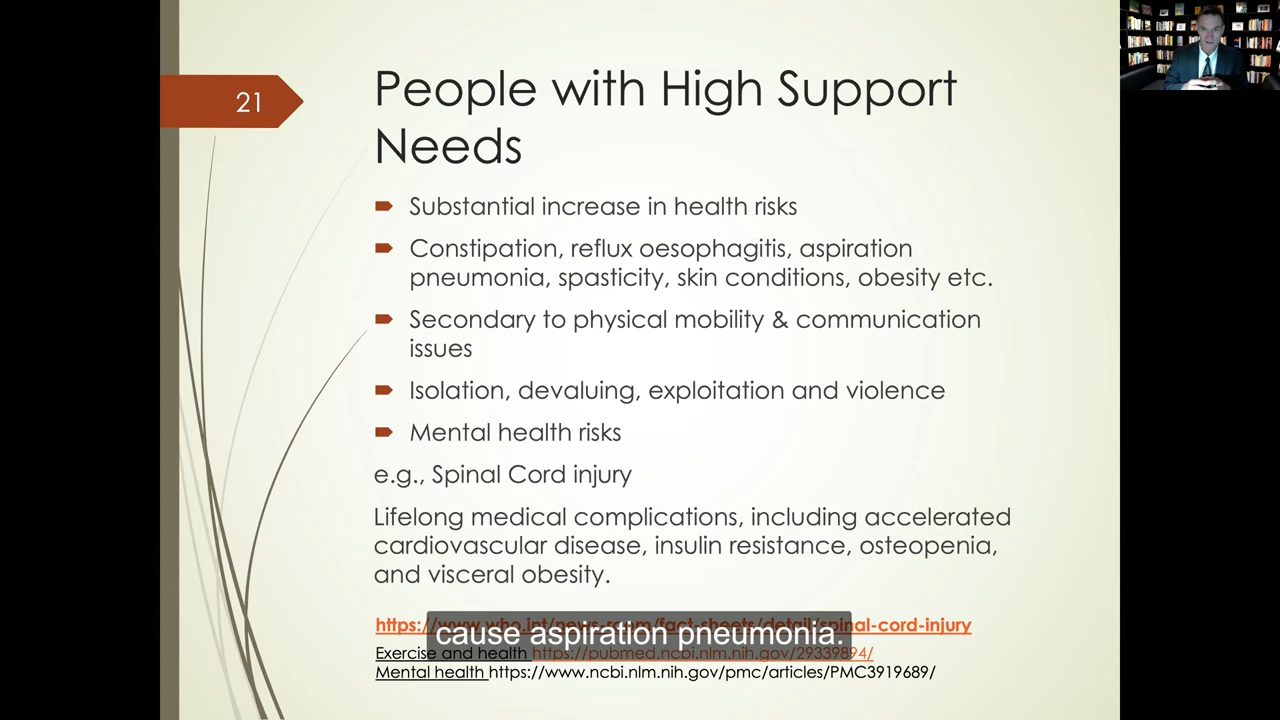 21
People with High Support
Needs
Substantial increase in health risks
Constipation, reflux oesophagitis, aspiration
pneumonia, spasticity, skin conditions, obesity etc.
Secondary to physical mobility & communication
issues
Isolation, devaluing, exploitation and violence
Mental health risks
e.g., Spinal Cord injury
Lifelong medical complications, including accelerated
cardiovascular disease, insulin resistance, osteopenia,
and visceral obesity.
https://www.who.int/news-room/fact-sheets/detail/spinal-cord-injury
cause aspiration pneumonia.
Exercise and health https://pubmed.ncbi.nlm.nih.gov/29339894/
Mental health https://www.ncbi.nlm.nih.gov/pmc/articles/PMC3919689/